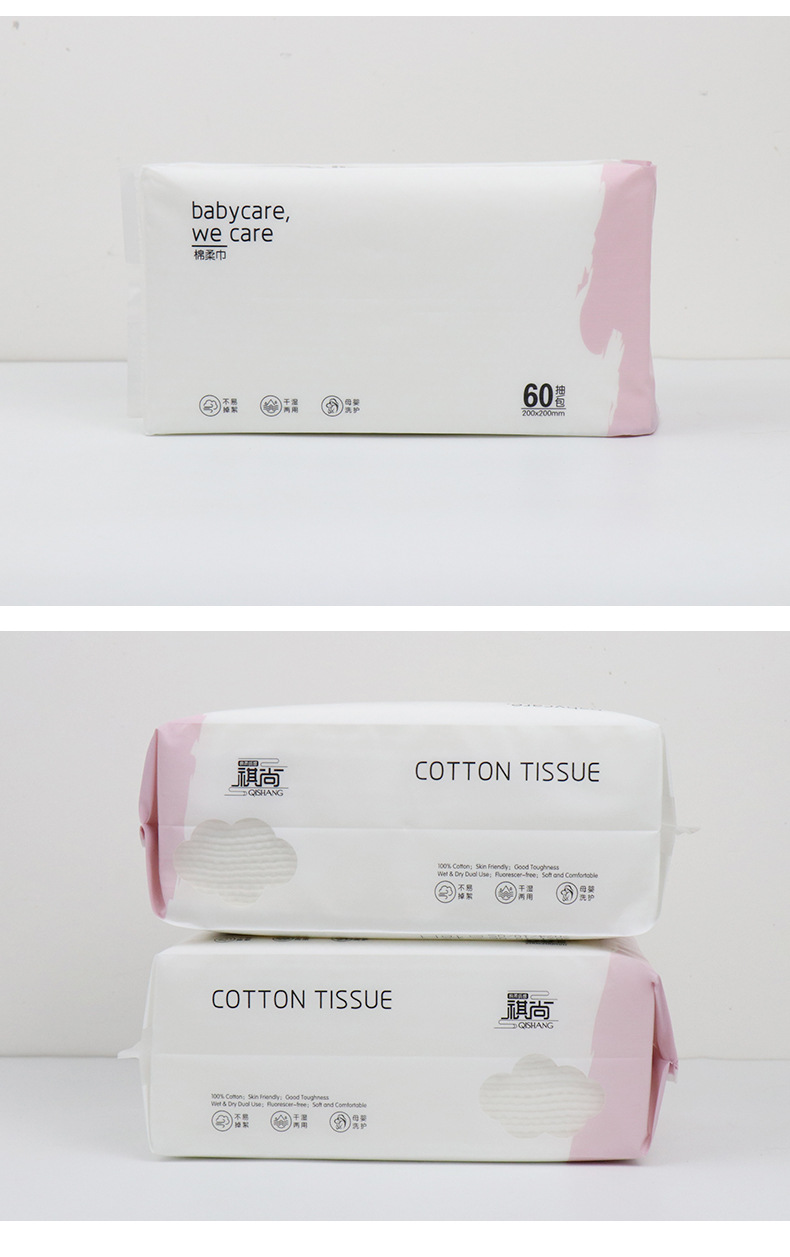 babycare,
we care
棉柔巾
不易
掉絮
干湿
两用
母婴
洗护
60抽
包
200x200mm
babycare
祺尚
QISHANG
COTTON TISSUE
100% Cotton; Skin Friendly; Good Toughness
Wet & Dry Dual Use; Fluorescer-free; Soft and Comfortable
不易
掉絮
干湿
两用
母婴
洗护
COTTON TISSUE
祺尚
QISHANG
100% Cotton; Skin Friendly; Good Toughness
Wet & Dry Dual Use; Fluorescer-free; Soft and Comfortable
不易
掉絮
干湿
两用
母婴
洗护